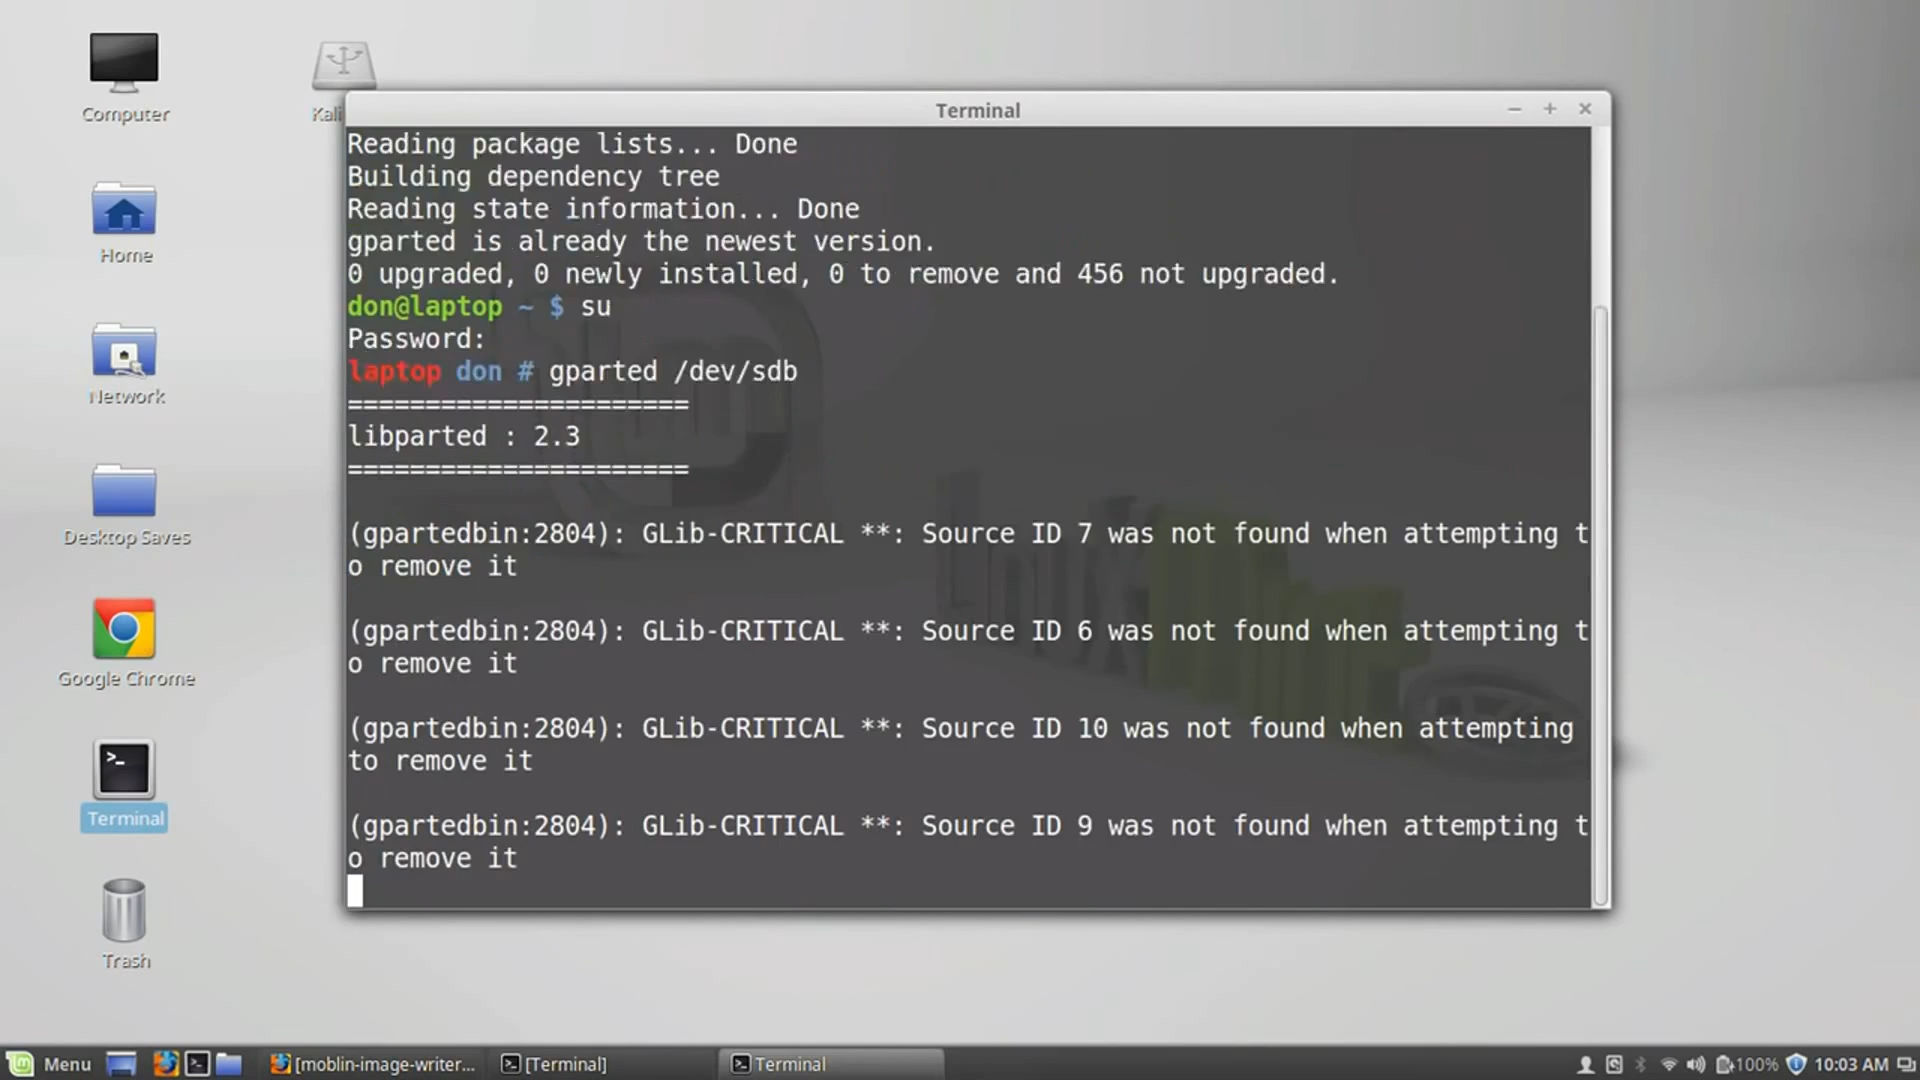 Computer
Home
Network
Desktop Saves
Google Chrome
Terminal
Trash
Kali
Terminal
Reading package lists... Done
Building dependency tree
Reading state information... Done
gparted is already the newest version.
0 upgraded, 0 newly installed, 0 to remove and 456 not upgraded.
don@laptop ~ $ su
Password:
laptop don # gparted /dev/sdb
======================
libparted : 2.3
======================
(gpartedbin:2804): GLib-CRITICAL **: Source ID 7 was not found when attempting t
o remove it
(gpartedbin:2804): GLib-CRITICAL **: Source ID 6 was not found when attempting t
o remove it
(gpartedbin:2804): GLib-CRITICAL **: Source ID 10 was not found when attempting
to remove it
(gpartedbin:2804): GLib-CRITICAL **: Source ID 9 was not found when attempting t
o remove it
Menu
[moblin-image-writer...
[Terminal]
Terminal
100%
10:03 AM